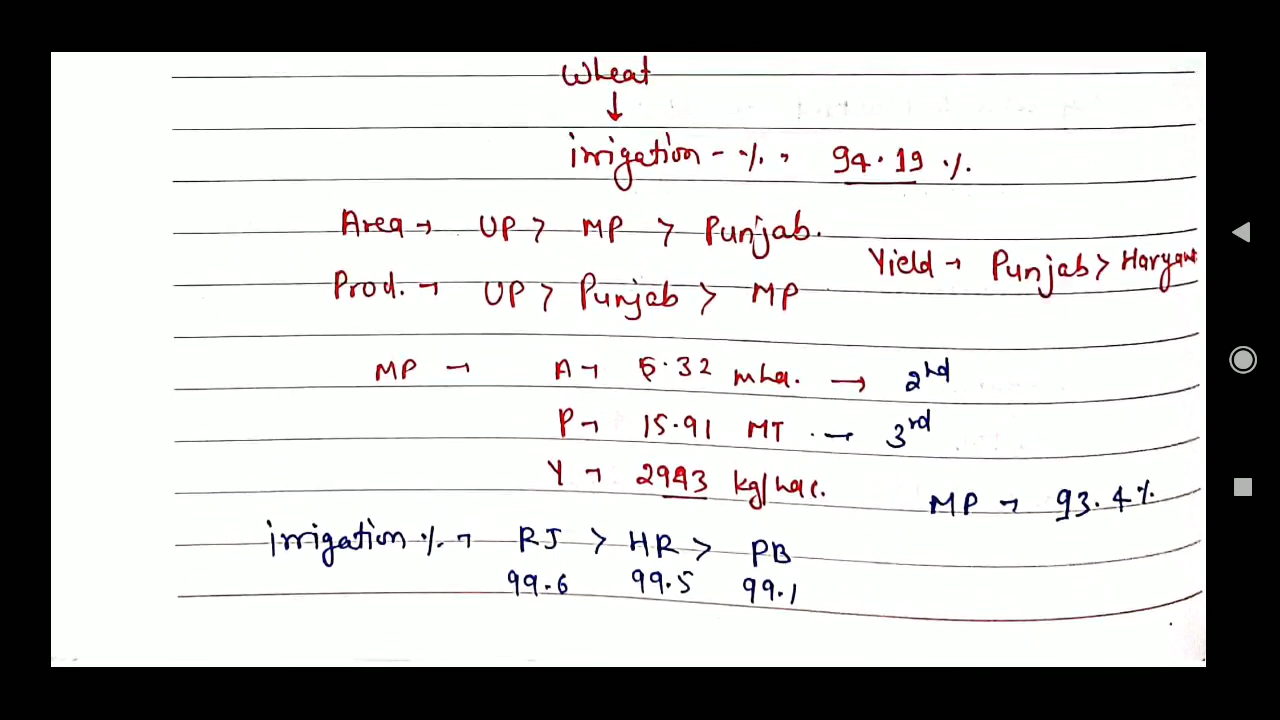 Wheat
↓
irrigation - %. → 94.19 %.
Area → UP > MP > Punjab.
Yield → Punjab > Haryana
Prod. → UP > Punjab > MP
MP → A → 5.32 mha. → 2nd
P → 15.91 MT . → 3rd
Y → 2993 kg/hac.
MP → 93.4%
irrigation % → RJ > HR > PB
99.6 99.5 99.1